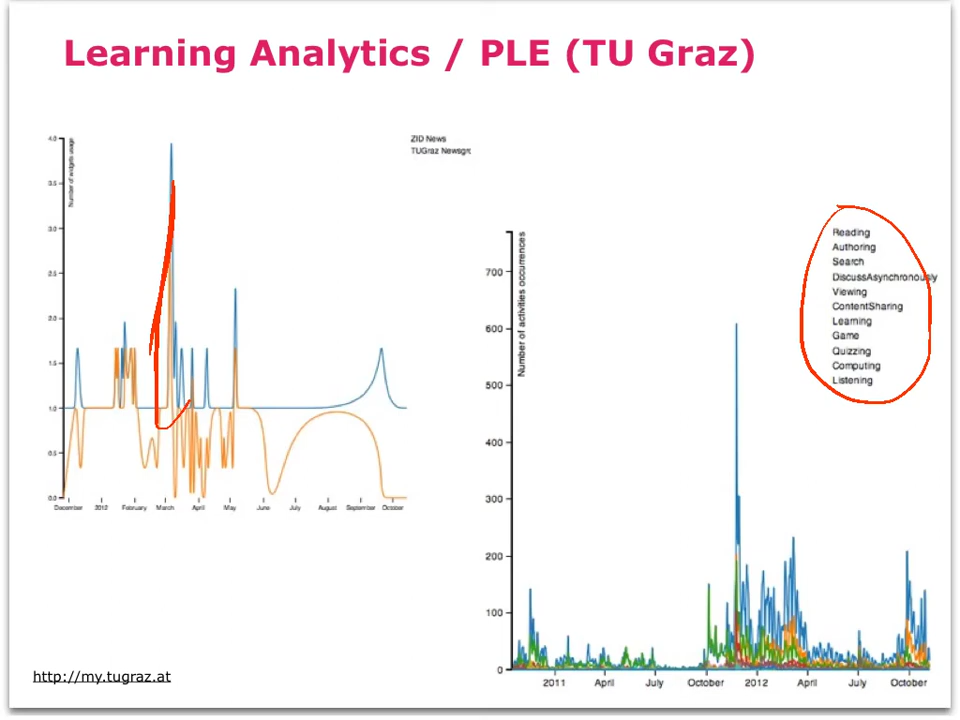 Learning Analytics / PLE (TU Graz)
ZID News
TUGraz Newsgr
4.0
Number of widgets usage
3.5
3.0
2.5
2.0
1.5
1.0
0.5
0.0
December 2012 February March April May June July August September October
Reading
Authoring
Search
DiscussAsynchronously
Viewing
ContentSharing
Learning
Game
Quizzing
Computing
Listening
Number of activities occurrences
700
600
500
400
300
200
100
0
2011 April July October 2012 April July October
http://my.tugraz.at